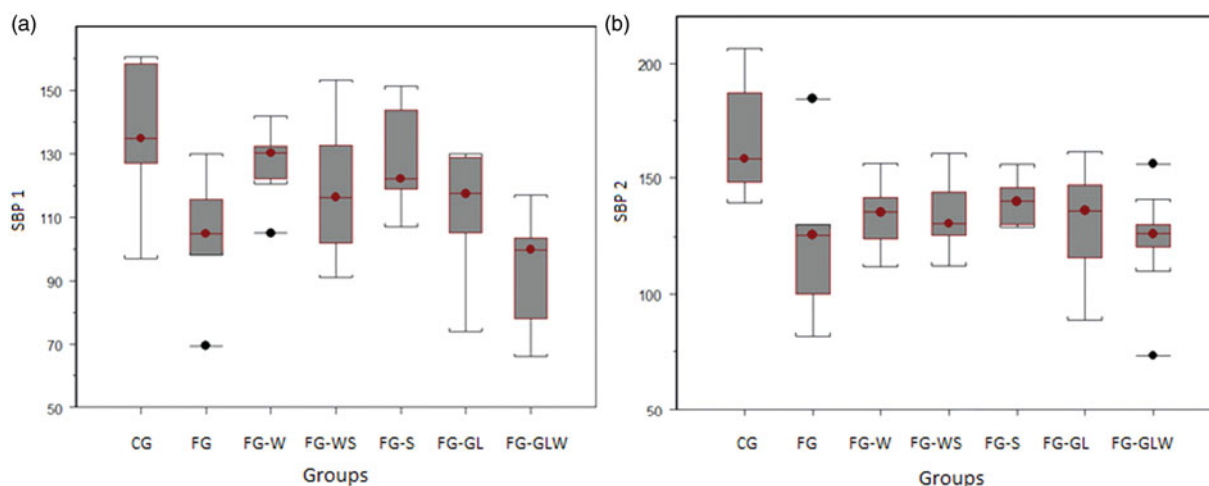 (a)
SBP 1
150
130
110
90
70
50
CG FG FG-W FG-WS FG-S FG-GL FG-GLW
Groups
(b)
SBP 2
200
150
100
50
CG FG FG-W FG-WS FG-S FG-GL FG-GLW
Groups